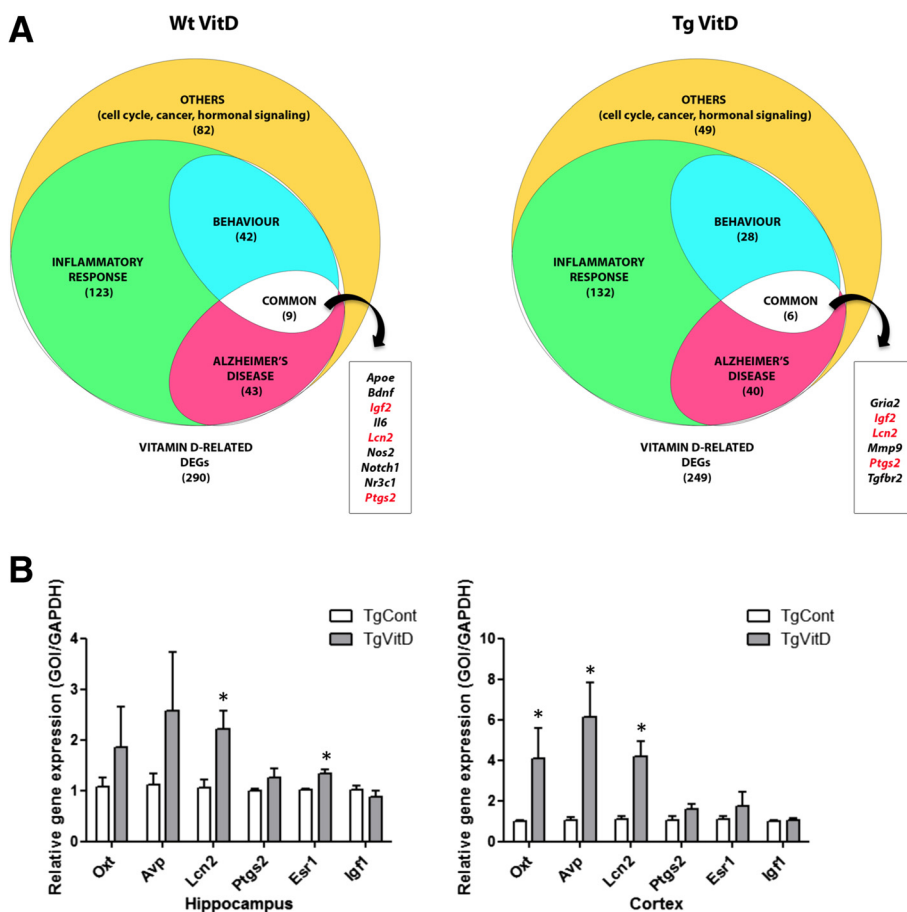 A
Wt VitD
OTHERS
(cell cycle, cancer, hormonal signaling)
(82)
BEHAVIOUR
(42)
INFLAMMATORY
RESPONSE
(123)
COMMON
(9)
ALZHEIMER'S
DISEASE
(43)
VITAMIN D-RELATED
DEGs
(290)
Apoe
Bdnf
Igf2
Il6
Lcn2
Nos2
Notch1
Nr3c1
Ptgs2
Tg VitD
OTHERS
(cell cycle, cancer, hormonal signaling)
(49)
BEHAVIOUR
(28)
INFLAMMATORY
RESPONSE
(132)
COMMON
(6)
ALZHEIMER'S
DISEASE
(40)
VITAMIN D-RELATED
DEGs
(249)
Gria2
Igf2
Lcn2
Mmp9
Ptgs2
Tgfbr2
B
Relative gene expression (GOI/GAPDH)
TgCont
TgVitD
4
3
2
1
0
*
*
Oxt
Avp
Lcn2
Ptgs2
Esr1
Igf1
Hippocampus
Relative gene expression (GOI/GAPDH)
TgCont
TgVitD
10
8
6
4
2
0
*
*
*
Oxt
Avp
Lcn2
Ptgs2
Esr1
Igf1
Cortex